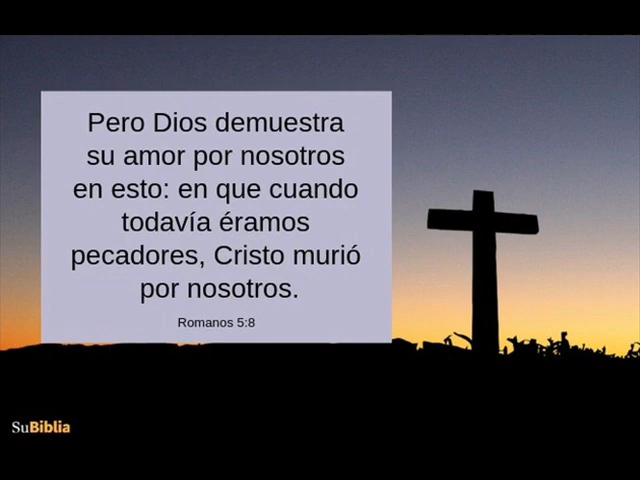 Pero Dios demuestra
su amor por nosotros
en esto: en que cuando
todavía éramos
pecadores, Cristo murió
por nosotros.
Romanos 5:8
SuBiblia